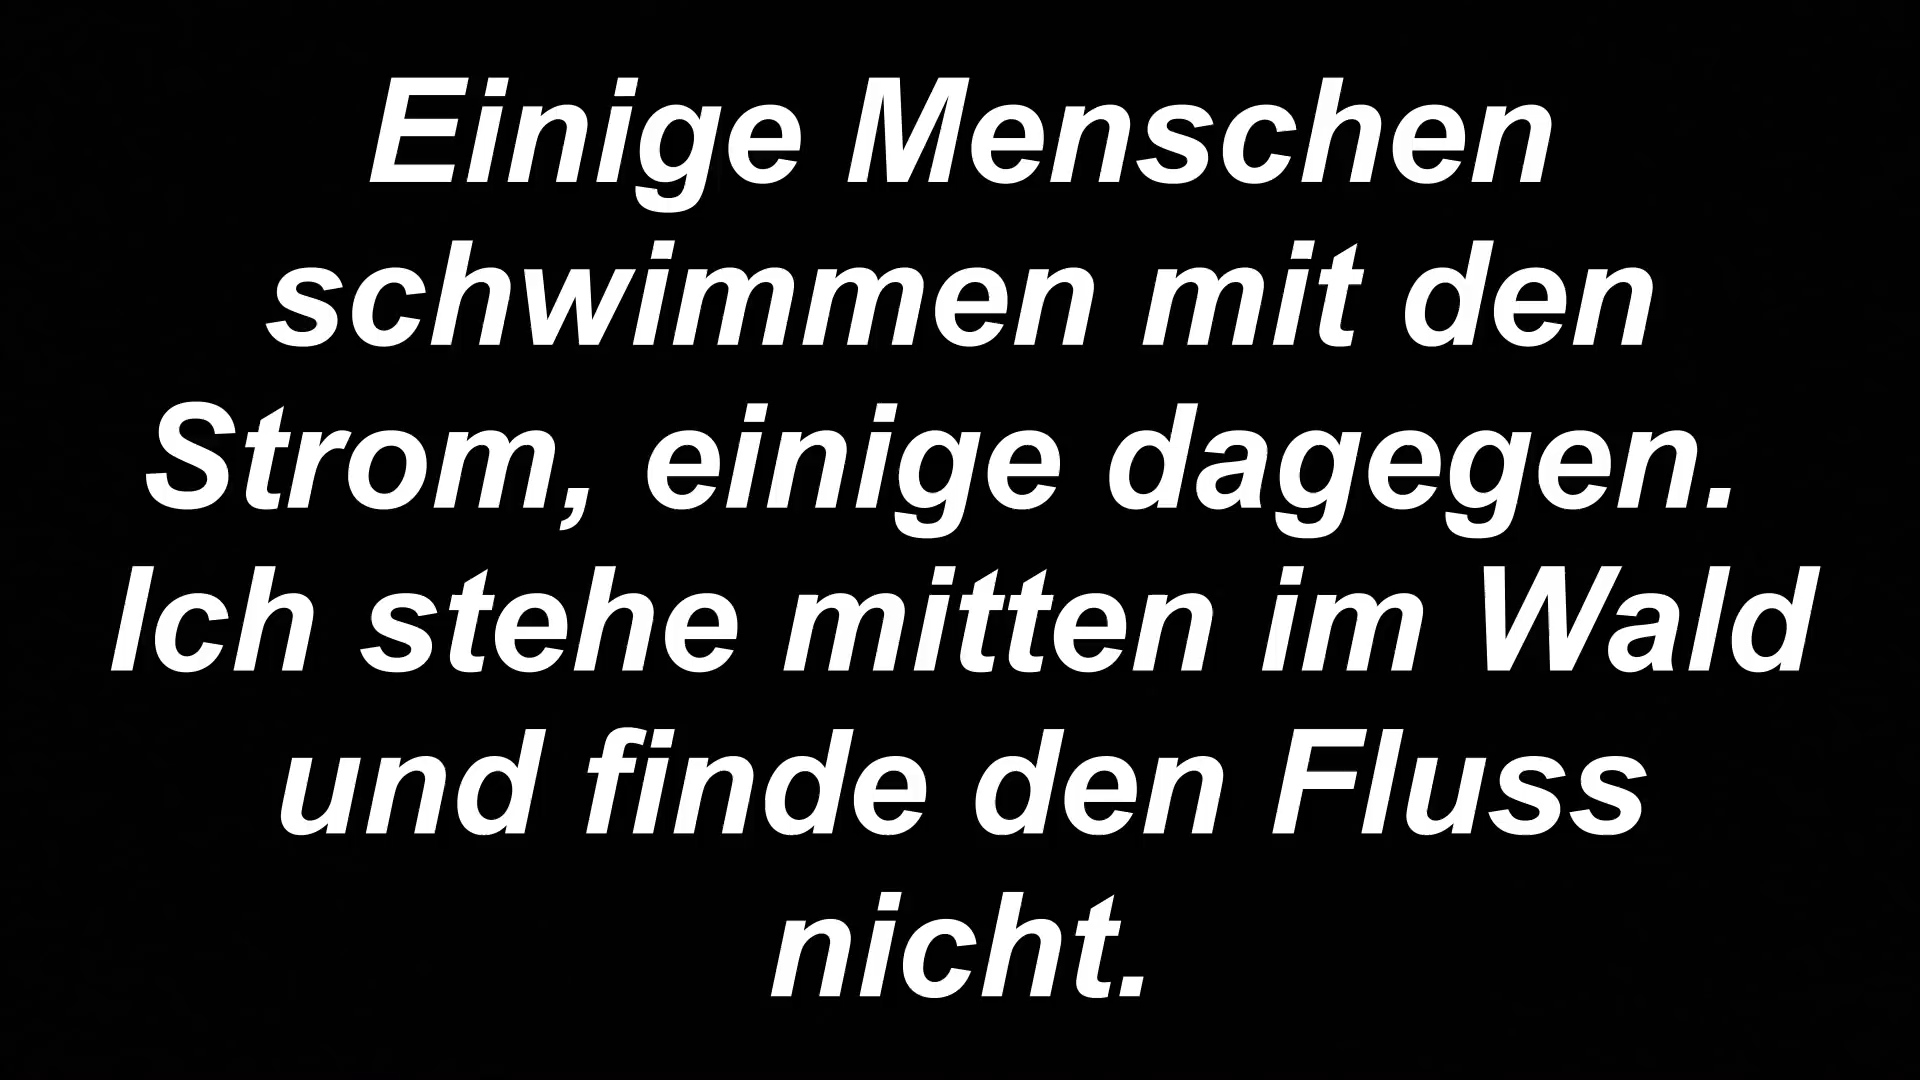 Einige Menschen
schwimmen mit den
Strom, einige dagegen.
Ich stehe mitten im Wald
und finde den Fluss
nicht.